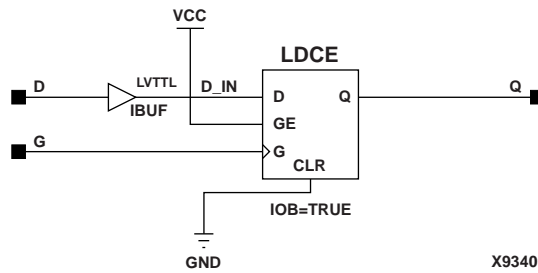 VCC
LDCE
D
LVTTL
D_IN
D
Q
Q
IBUF
GE
G
G
CLR
IOB=TRUE
GND
X9340